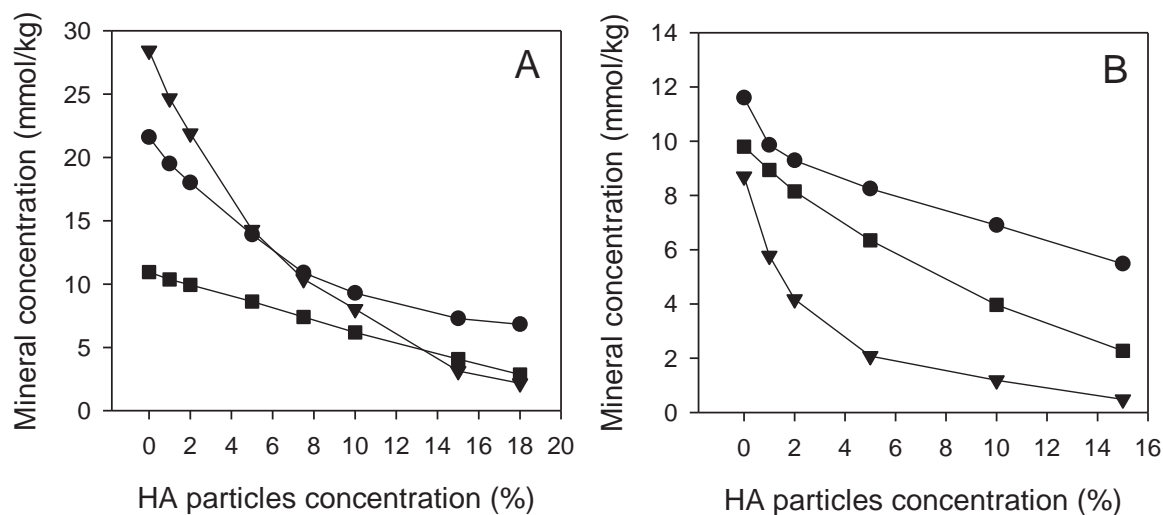 A
Mineral concentration (mmol/kg)
30
25
20
15
10
5
0
0 2 4 6 8 10 12 14 16 18 20
HA particles concentration (%)
B
Mineral concentration (mmol/kg)
14
12
10
8
6
4
2
0
0 2 4 6 8 10 12 14 16
HA particles concentration (%)